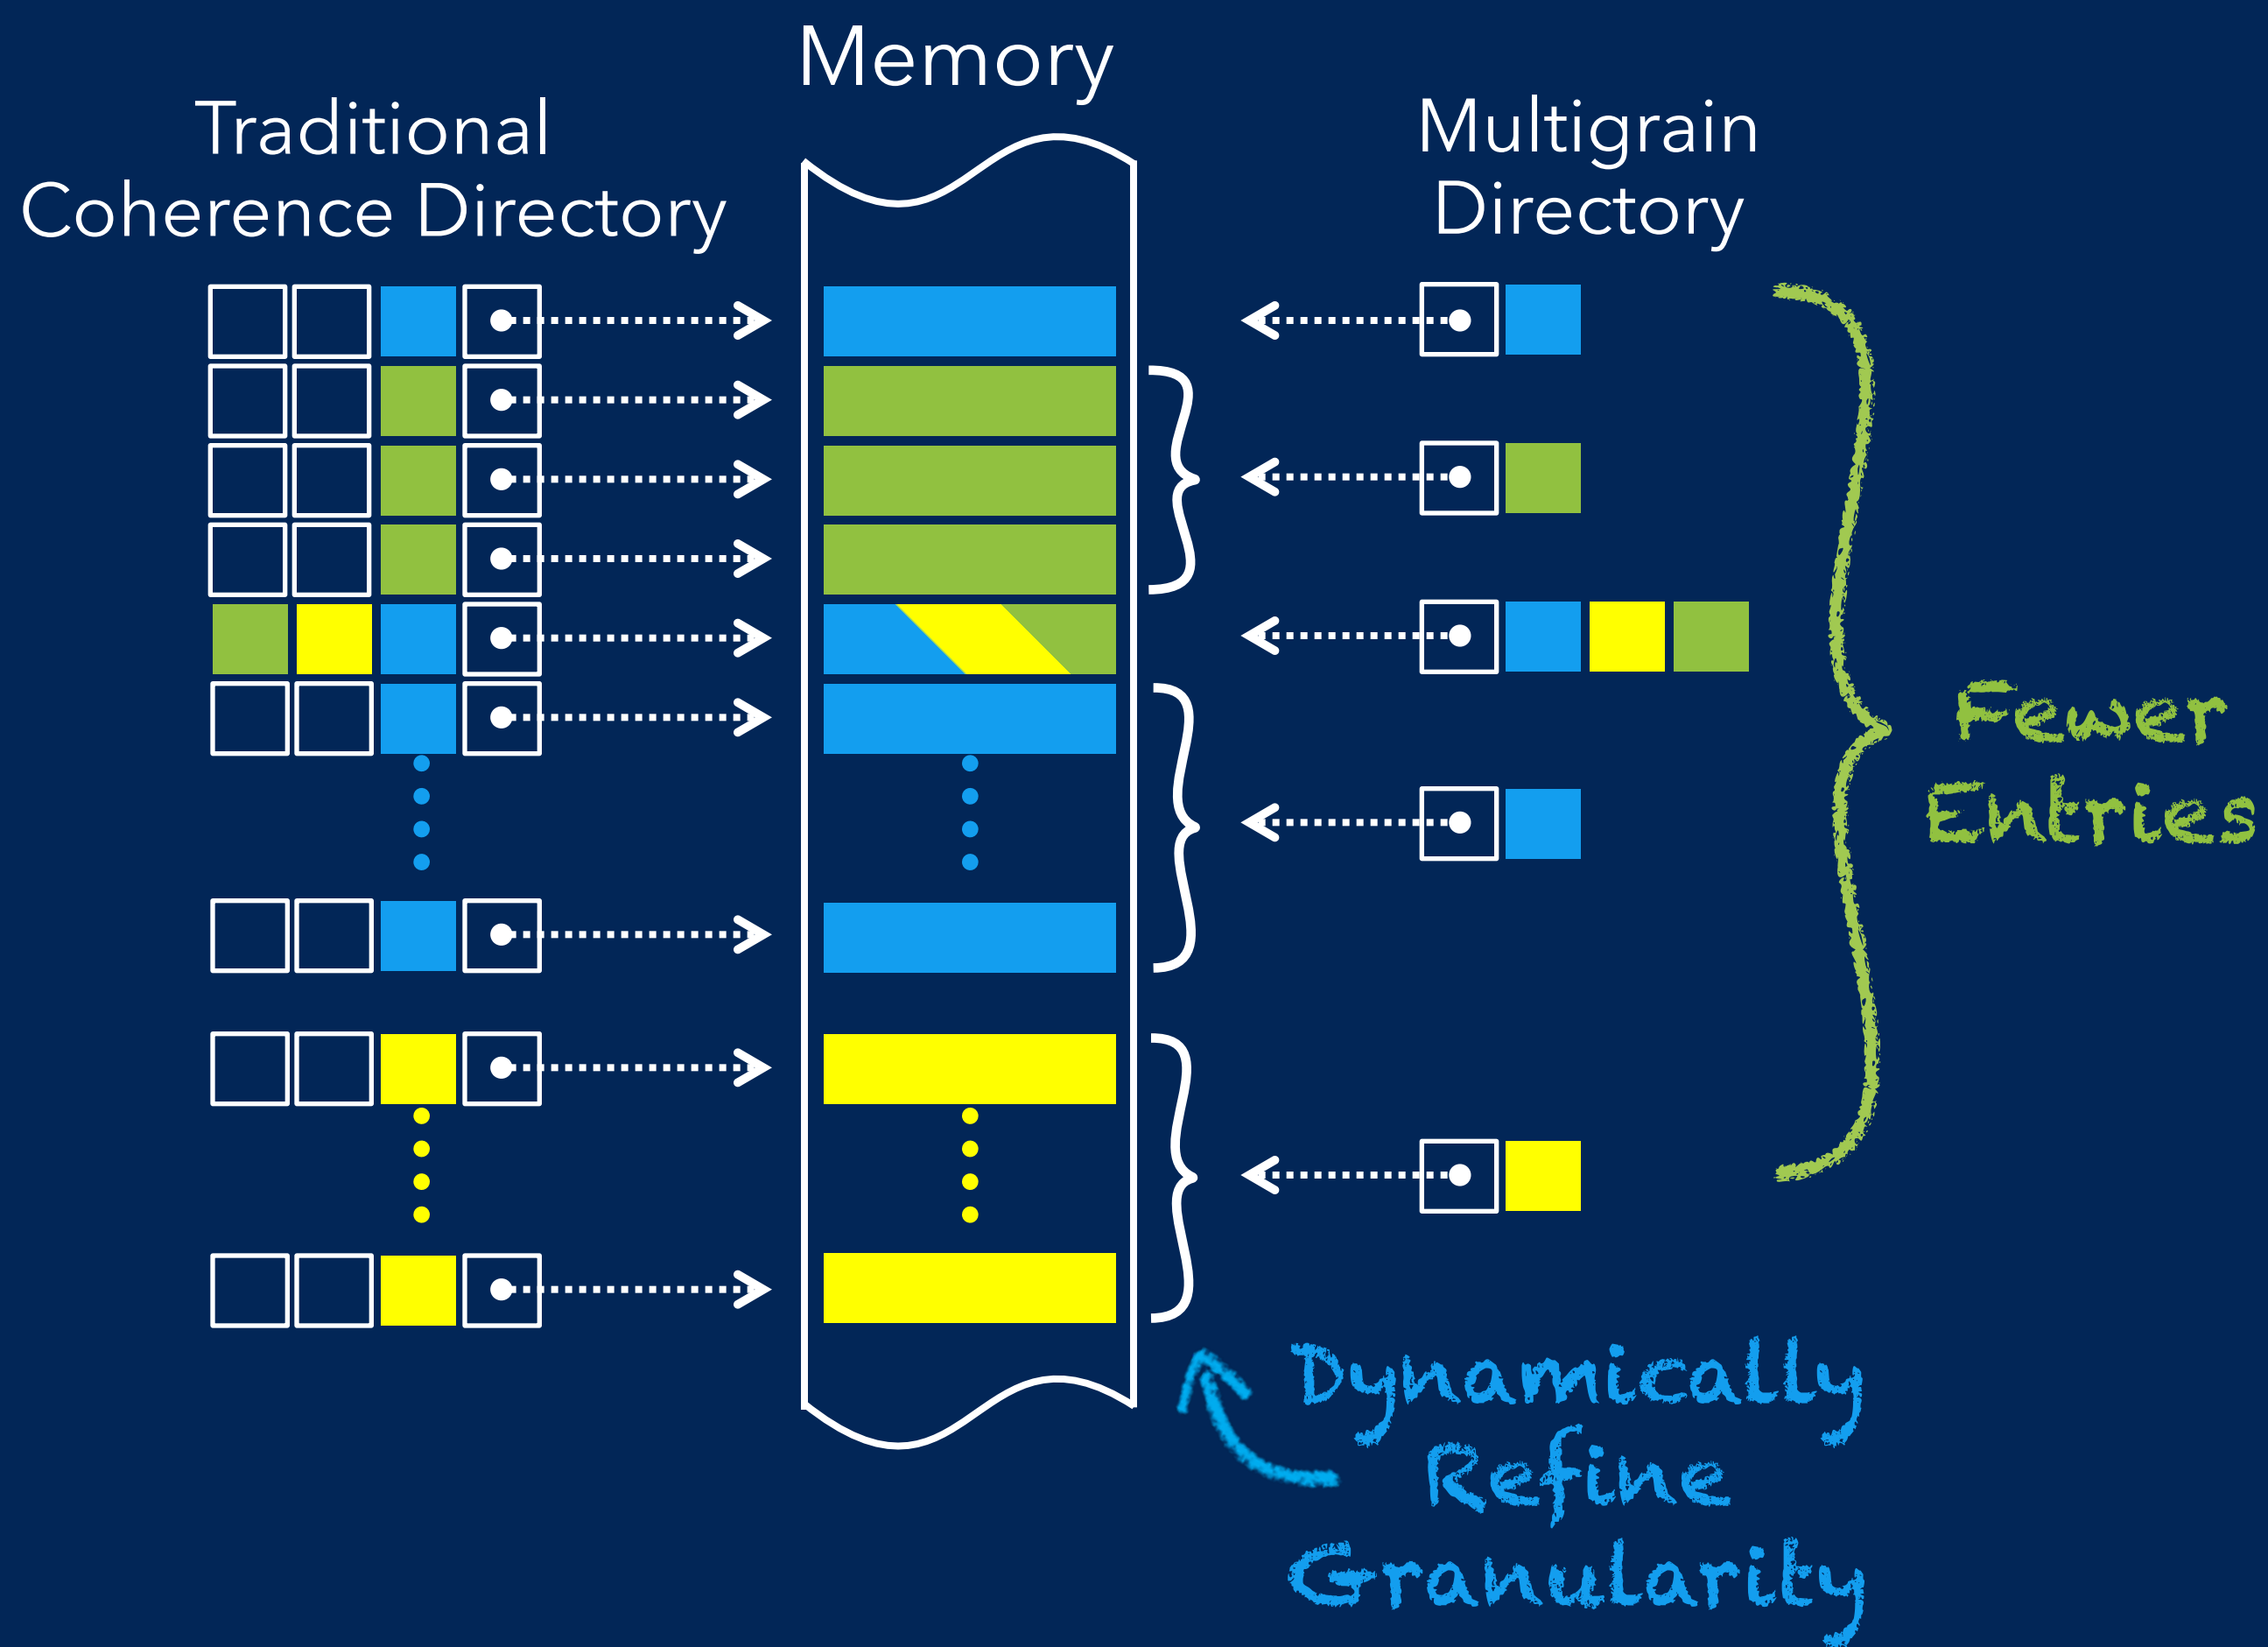 Memory
Traditional
Coherence Directory
Multigrain
Directory
Fewer
Entries
Dynamically
Refine
Granularity